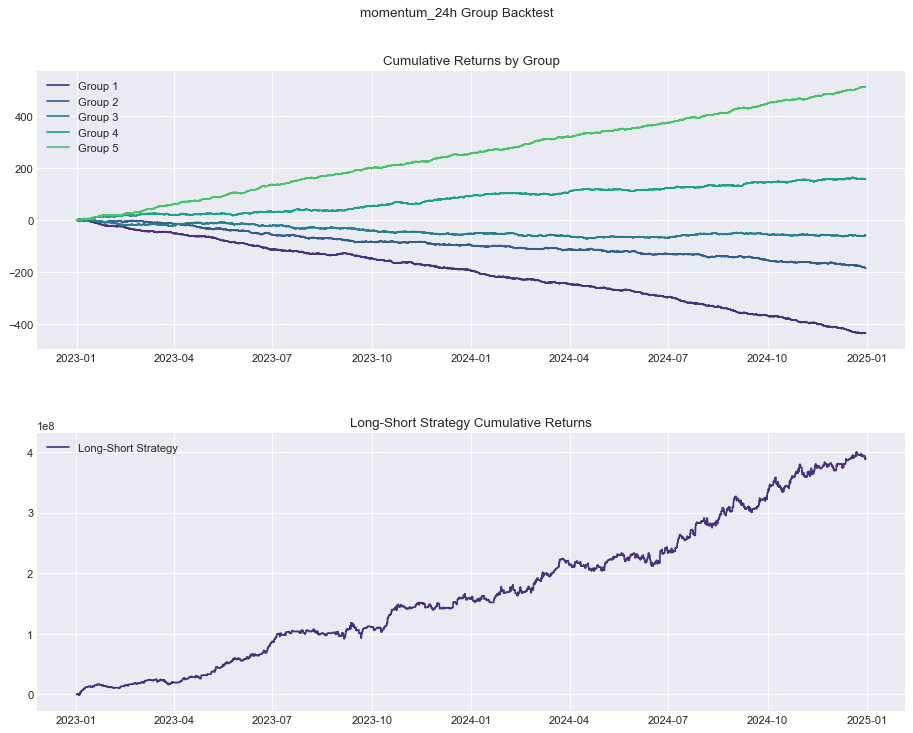 momentum_24h Group Backtest
Cumulative Returns by Group
Group 1
Group 2
Group 3
Group 4
Group 5
400
200
0
−200
−400
2023-01 2023-04 2023-07 2023-10 2024-01 2024-04 2024-07 2024-10 2025-01
Long-Short Strategy Cumulative Returns
1e8
Long-Short Strategy
4
3
2
1
0
2023-01 2023-04 2023-07 2023-10 2024-01 2024-04 2024-07 2024-10 2025-01